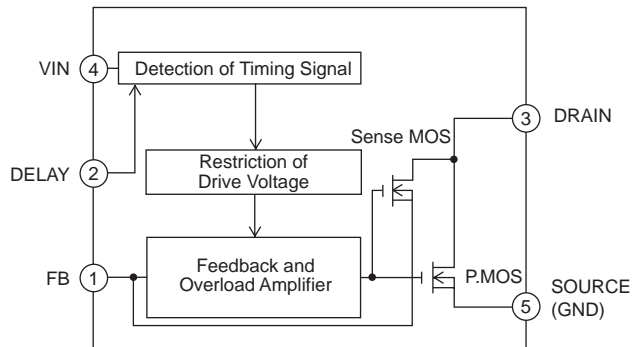 VIN
4
Detection of Timing Signal
3
DRAIN
Sense MOS
DELAY
2
Restriction of
Drive Voltage
FB
1
Feedback and
Overload Amplifier
P.MOS
5
SOURCE
(GND)